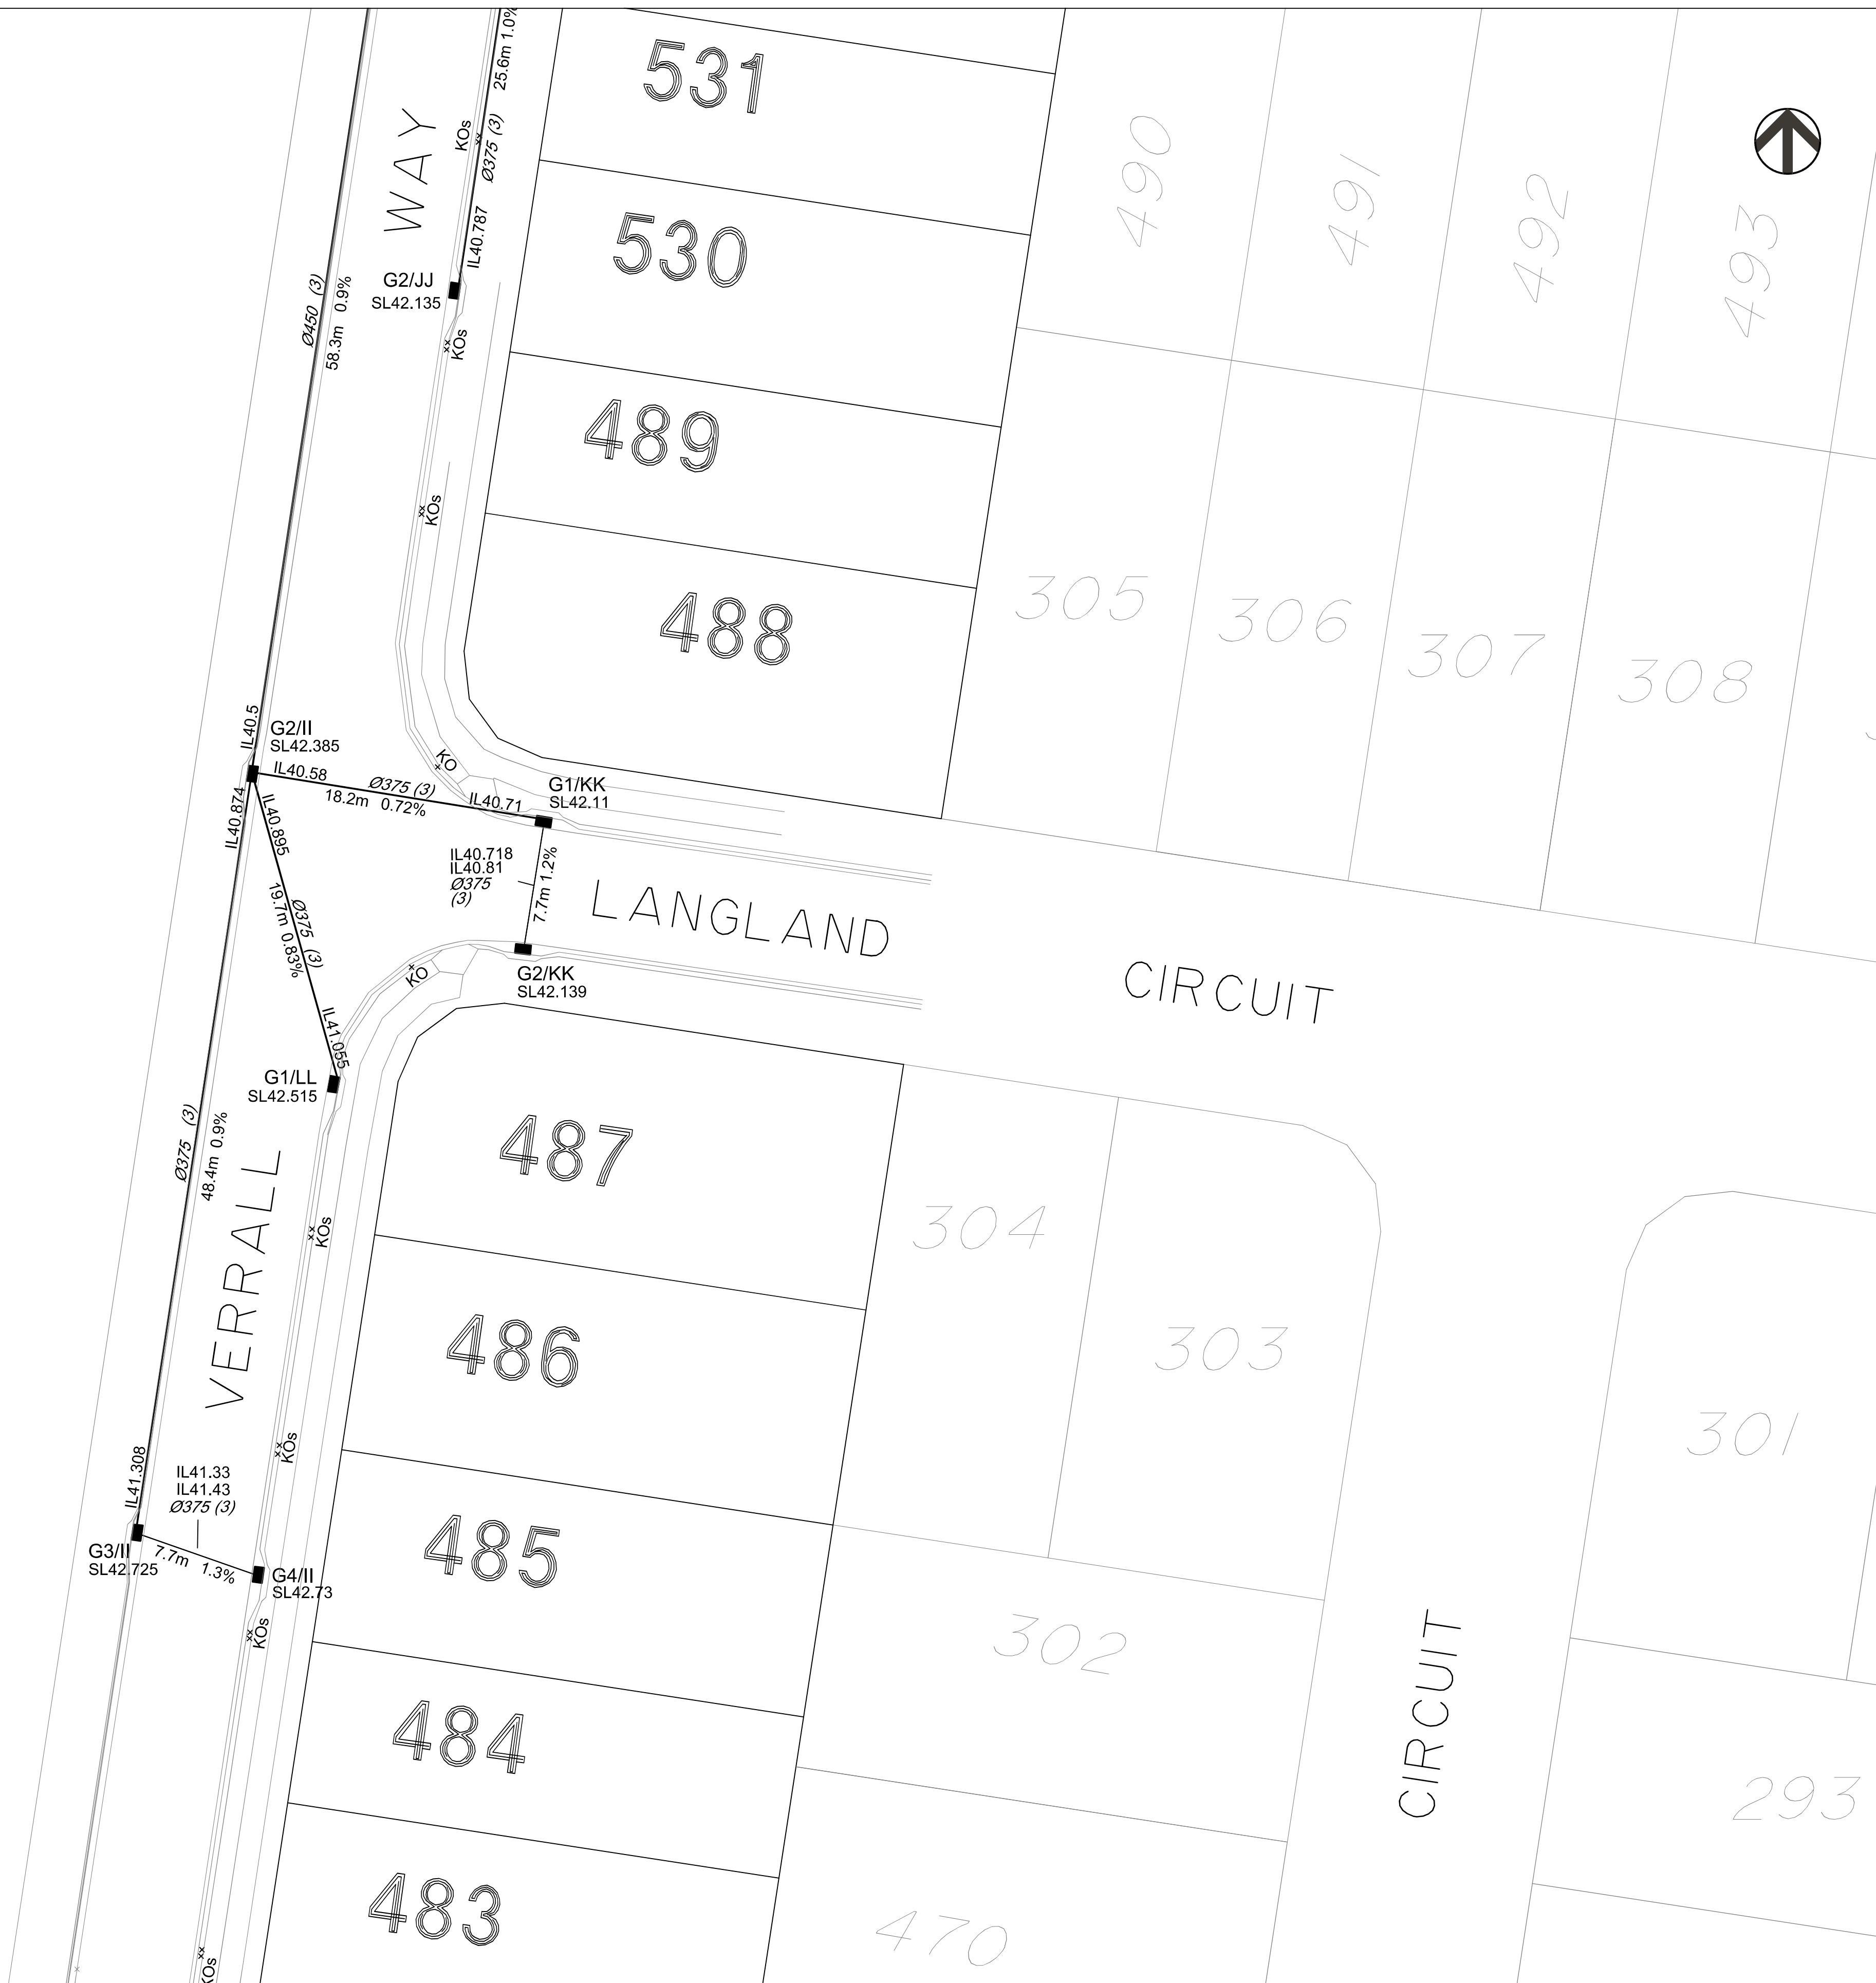 25.6m 1.0%
531
WAY
KOs
Ø375 (3)
490
491
492
493
IL40.787
530
G2/JJ
SL42.135
Ø450 (3)
58.3m 0.9%
KOs
489
KOs
488
305
306
307
308
IL40.5
G2/II
SL42.385
IL40.58
Ø375 (3)
18.2m 0.72%
KO
IL40.71
G1/KK
SL42.11
IL40.874
IL40.895
IL40.718
IL40.81
Ø375
(3)
7.7m 1.2%
LANGLAND
CIRCUIT
Ø375 (3)
19.7m 0.83%
KO
G2/KK
SL42.139
IL41.055
G1/LL
SL42.515
Ø375 (3)
48.4m 0.9%
487
304
303
KOs
VERRALL
486
301
KOs
IL41.308
IL41.33
IL41.43
Ø375 (3)
485
G3/II
SL42.725
7.7m 1.3%
G4/II
SL42.73
KOs
302
CIRCUIT
484
293
483
470
KOs